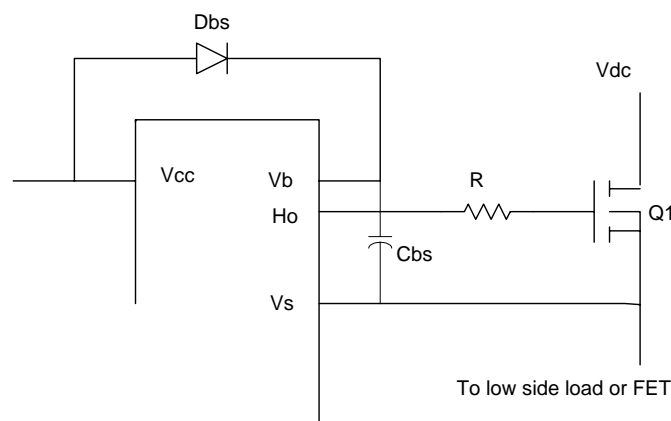 Dbs
Vdc
Vcc
Vb
R
Ho
Q1
Cbs
Vs
To low side load or FET